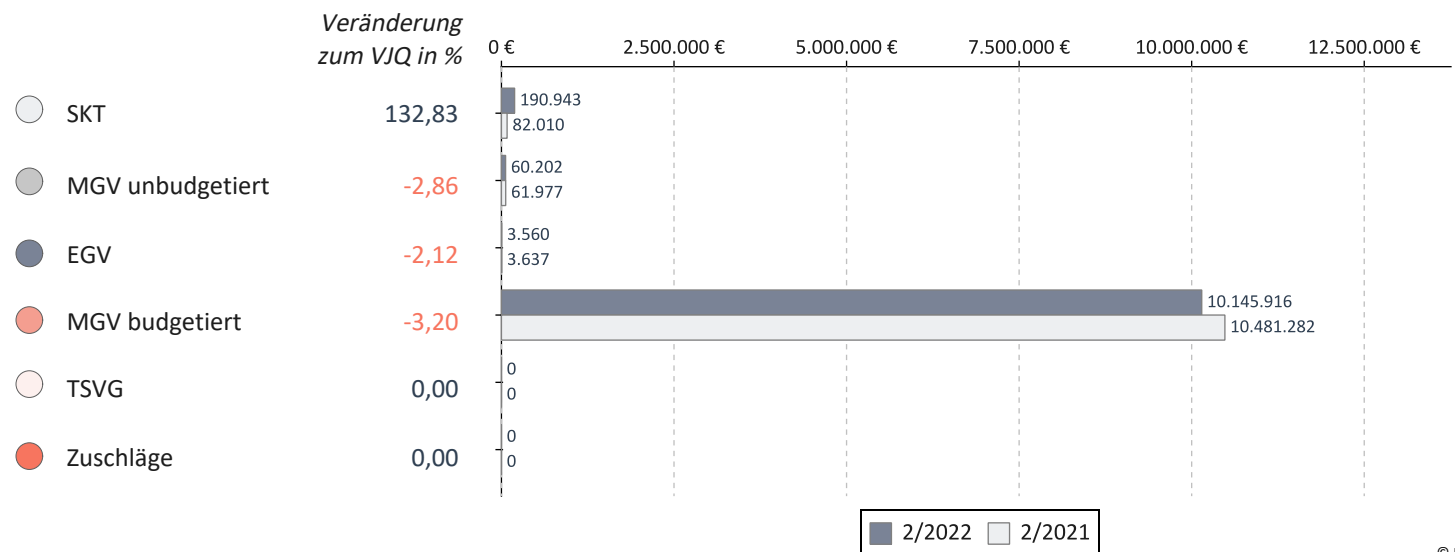 Veränderung
zum VJQ in %
0 € 2.500.000 € 5.000.000 € 7.500.000 € 10.000.000 € 12.500.000 €
SKT 132,83 190.943
82.010
MGV unbudgetiert -2,86 60.202
61.977
EGV -2,12 3.560
3.637
MGV budgetiert -3,20 10.145.916
10.481.282
TSVG 0,00 0
0
Zuschläge 0,00 0
0
2/2022 2/2021
©